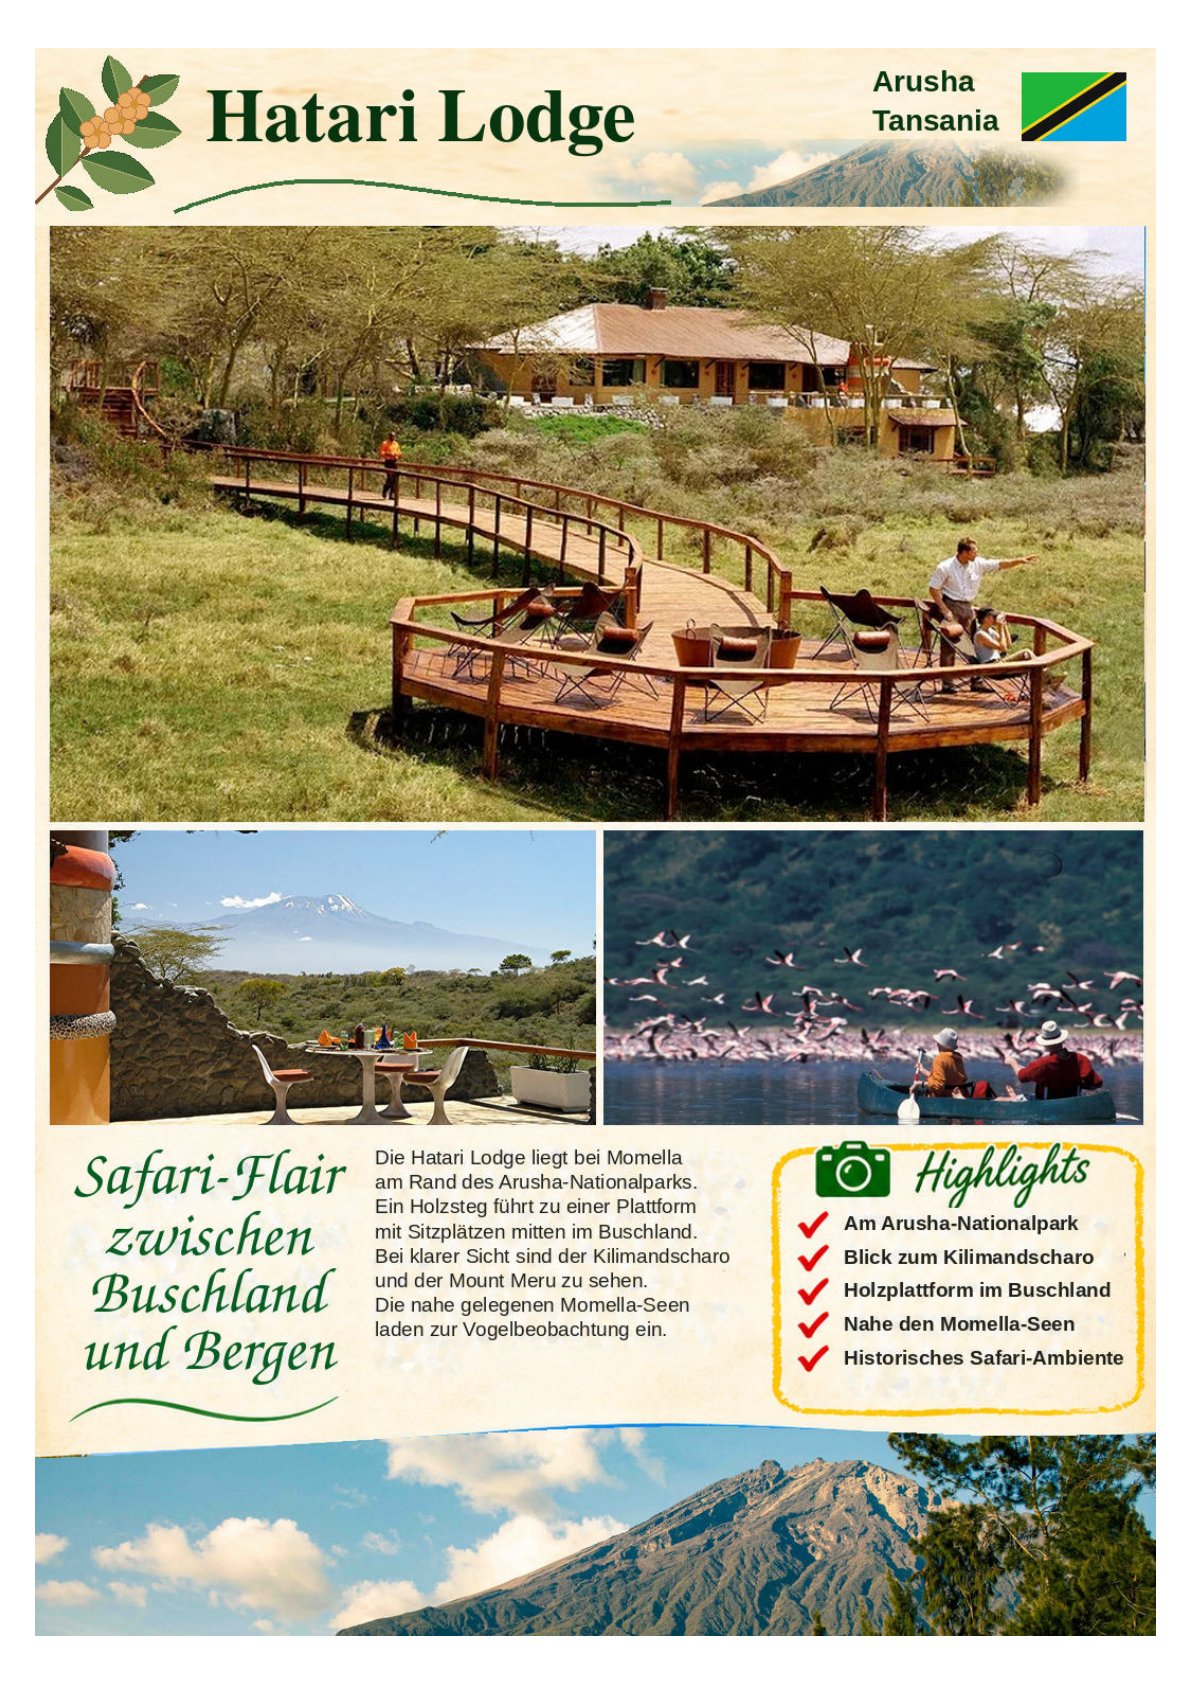 Hatari Lodge
Arusha
Tansania
Safari-Flair
zwischen
Buschland
und Bergen
Die Hatari Lodge liegt bei Momella
am Rand des Arusha-Nationalparks.
Ein Holzsteg führt zu einer Plattform
mit Sitzplätzen mitten im Buschland.
Bei klarer Sicht sind der Kilimandscharo
und der Mount Meru zu sehen.
Die nahe gelegenen Momella-Seen
laden zur Vogelbeobachtung ein.
Highlights
Am Arusha-Nationalpark
Blick zum Kilimandscharo
Holzplattform im Buschland
Nahe den Momella-Seen
Historisches Safari-Ambiente